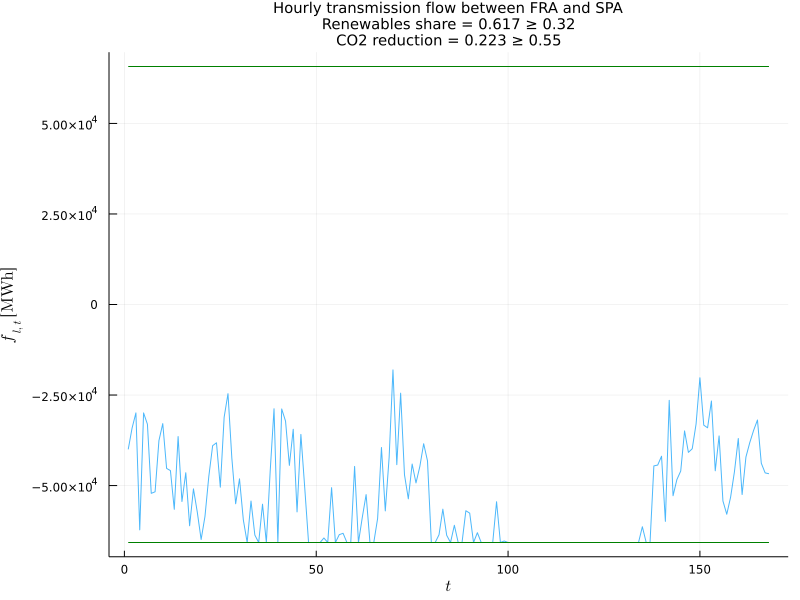 Hourly transmission flow between FRA and SPA
Renewables share = 0.617 ≥ 0.32
CO2 reduction = 0.223 ≥ 0.55
5.00×10⁴
2.50×10⁴
0
−2.50×10⁴
−5.00×10⁴
f_{l,t} [MWh]
0 50 100 150
t